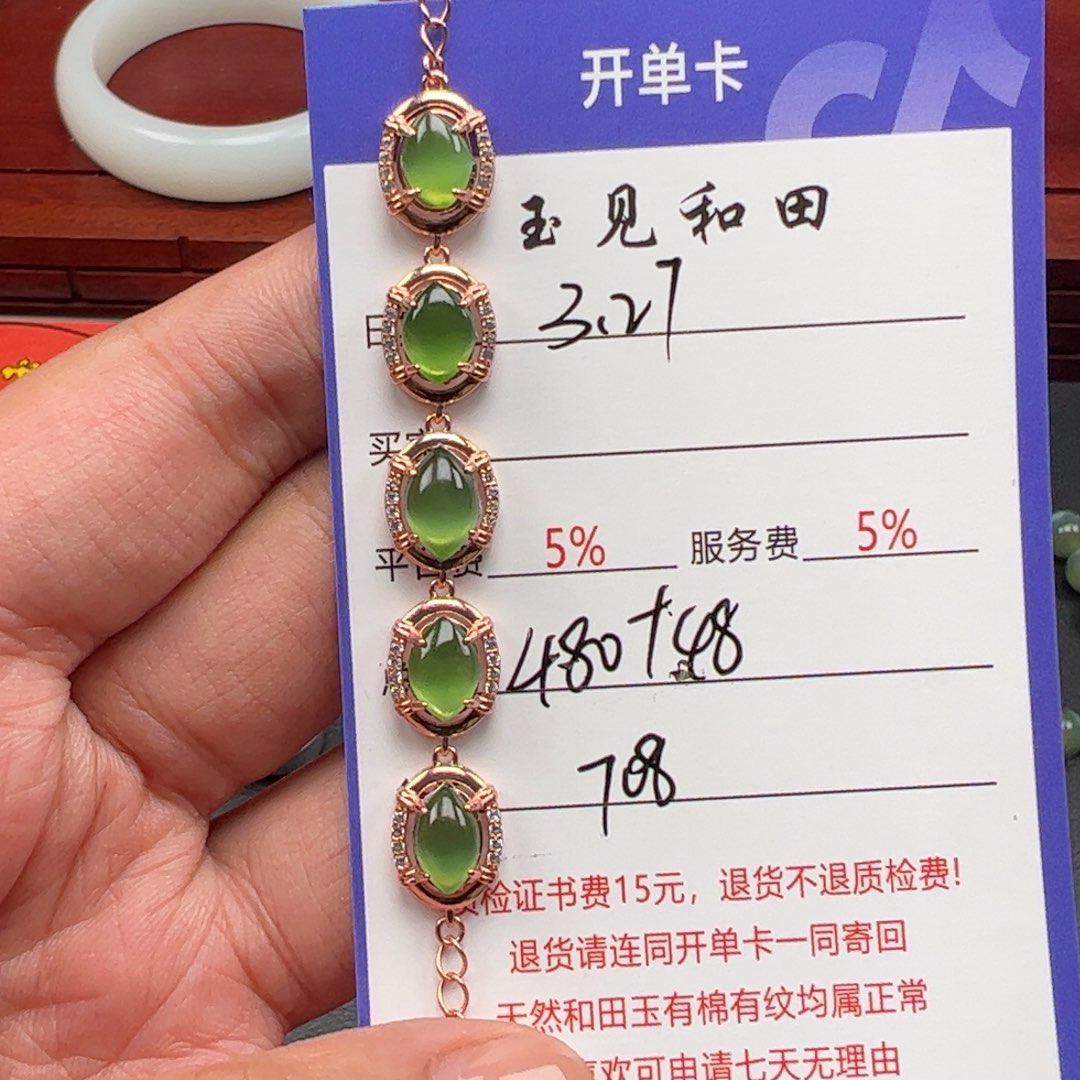 开单卡
玉见和田
日 3.27
买
平 费 5% 服务费 5%
480+48
708
检证书费15元，退货不退质检费！
退货请连同开单卡一同寄回
天然和田玉有棉有纹均属正常
欢可申请七天无理由